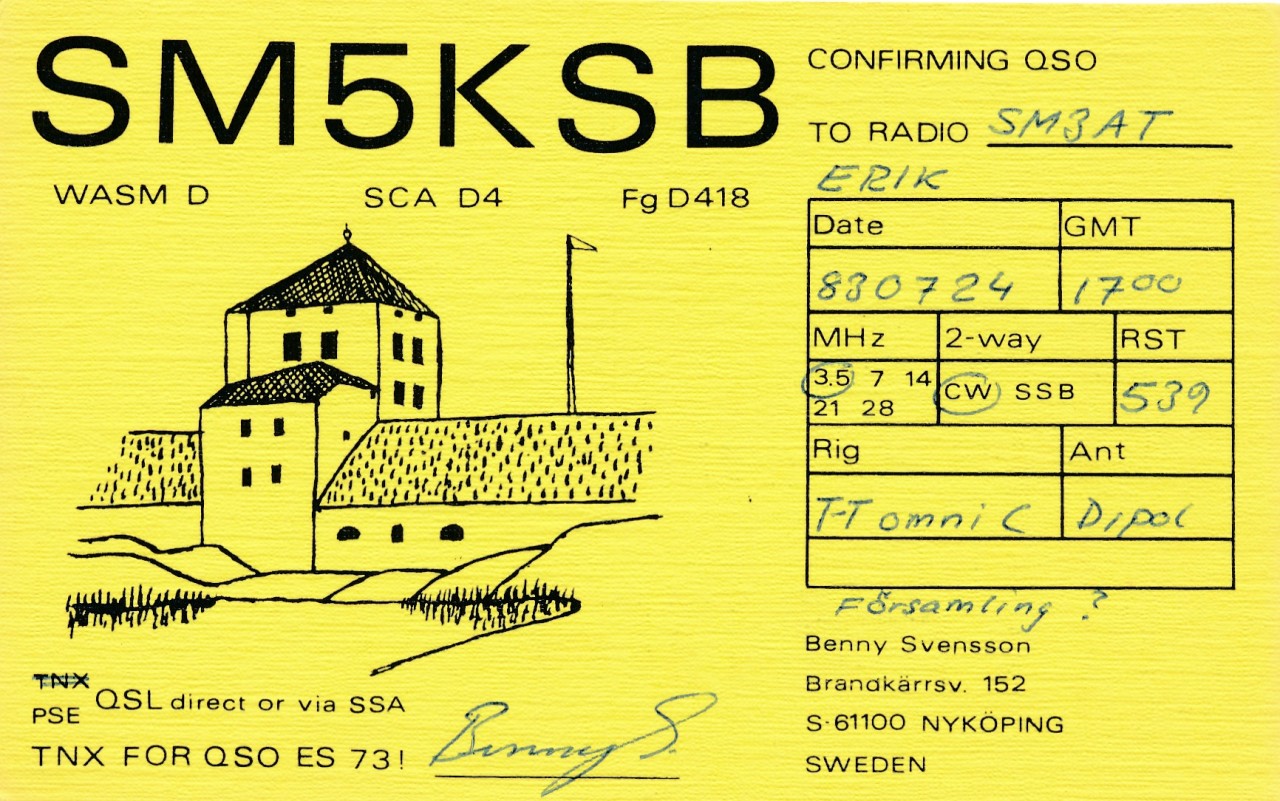 SM5KSB
WASM D SCA D4 Fg D418
CONFIRMING QSO
TO RADIO SM3AT
ERIK
Date GMT
830724 1700
MHz 2-way RST
3.5 7 14
21 28
CW SSB
539
Rig Ant
T-T omni C Dipol
Församling ?
Benny Svensson
Brandkärrsv. 152
S-61100 NYKÖPING
SWEDEN
TNX
PSE QSL direct or via SSA
TNX FOR QSO ES 73!
Benny S.